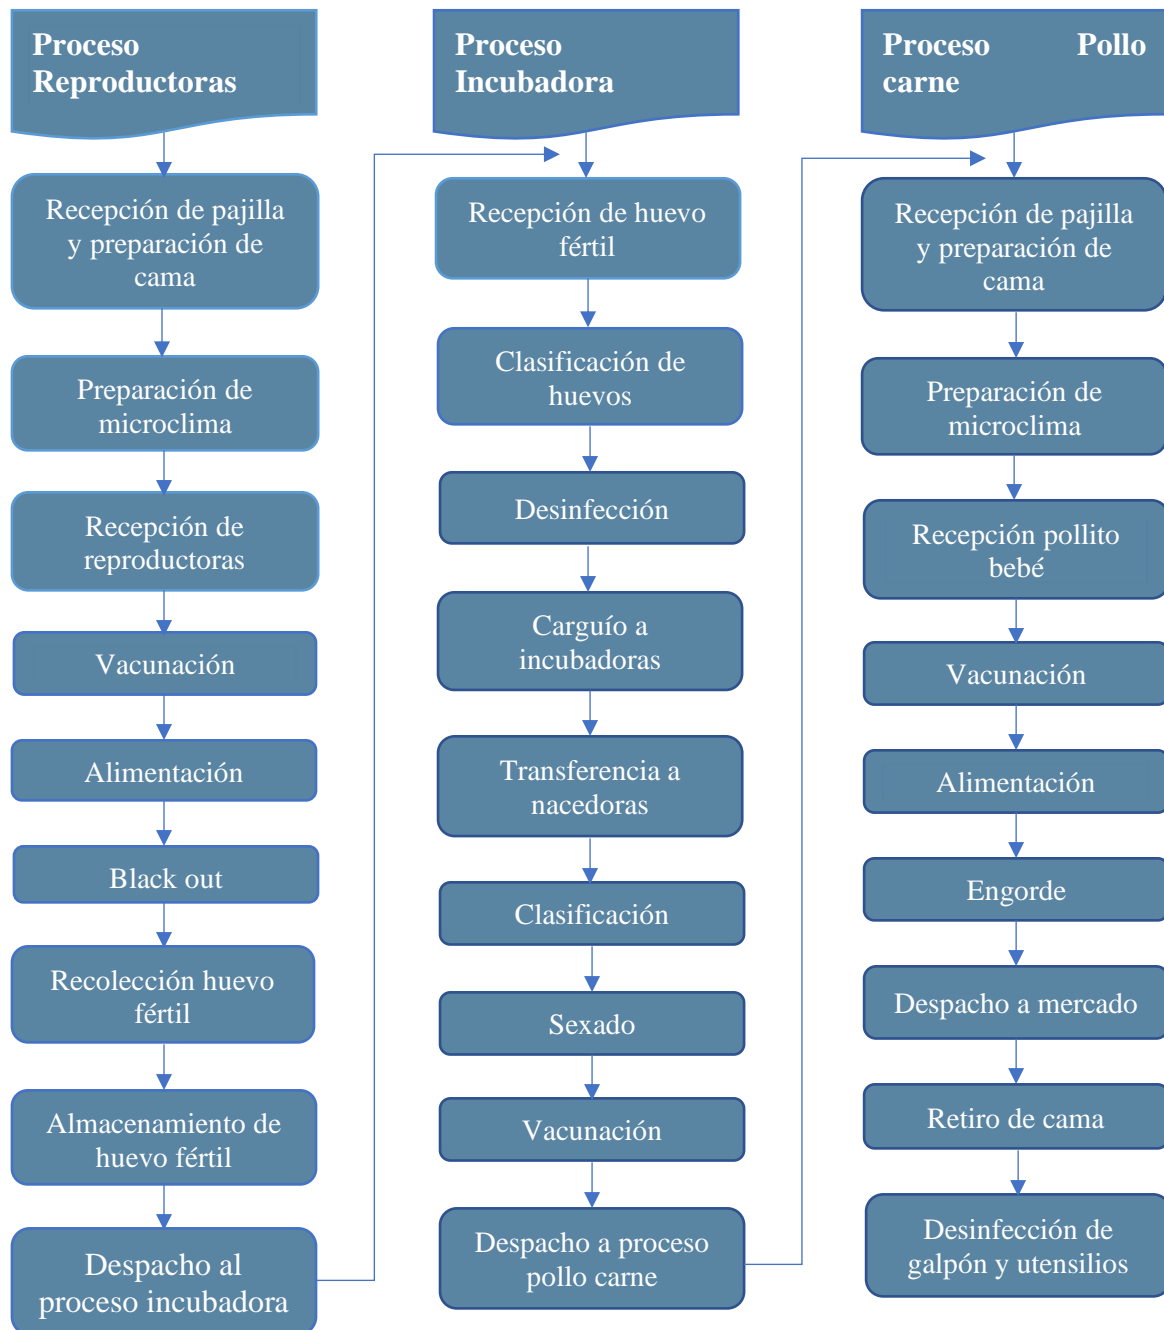 Proceso
Reproductoras
Recepción de pajilla
y preparación de
cama
Preparación de
microclima
Recepción de
reproductoras
Vacunación
Alimentación
Black out
Recolección huevo
fértil
Almacenamiento de
huevo fértil
Despacho al
proceso incubadora
Proceso
Incubadora
Recepción de huevo
fértil
Clasificación de
huevos
Desinfección
Carguío a
incubadoras
Transferencia a
nacedoras
Clasificación
Sexado
Vacunación
Despacho a proceso
pollo carne
Proceso Pollo
carne
Recepción de pajilla
y preparación de
cama
Preparación de
microclima
Recepción pollito
bebé
Vacunación
Alimentación
Engorde
Despacho a mercado
Retiro de cama
Desinfección de
galpón y utensilios